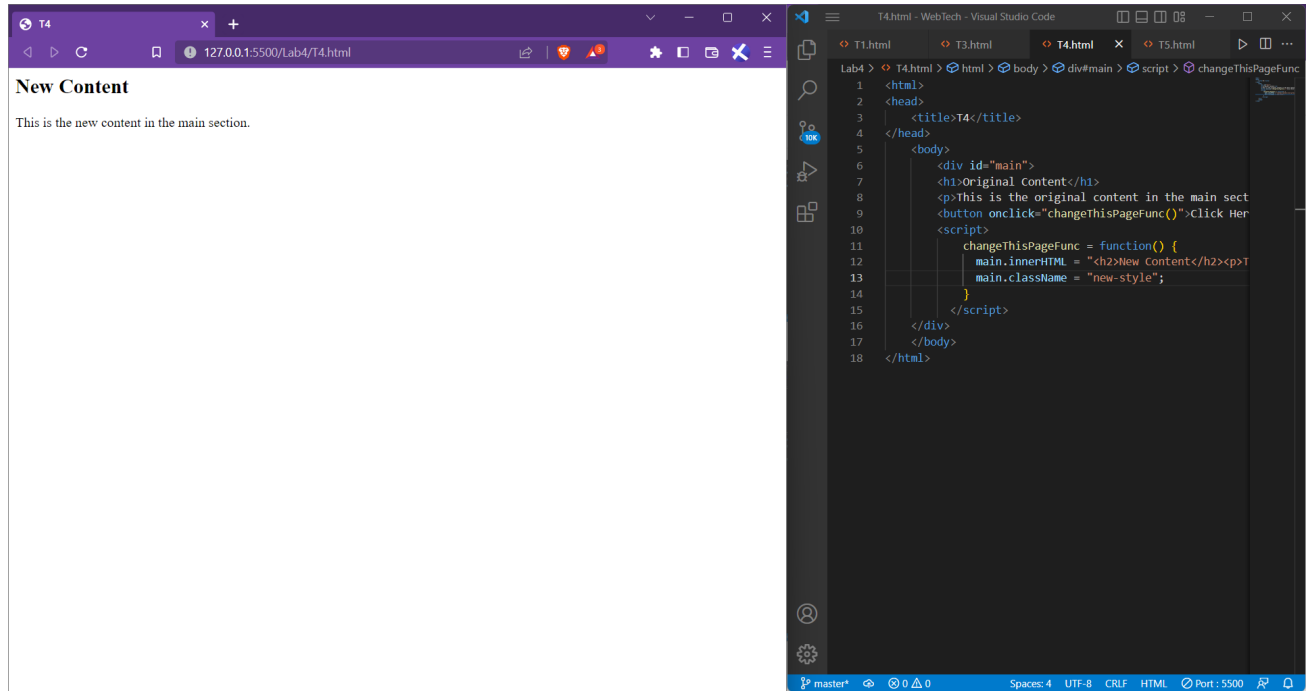 T4
127.0.0.1:5500/Lab4/T4.html
3
New Content
This is the new content in the main section.
T4.html - WebTech - Visual Studio Code
T1.html T3.html T4.html T5.html
Lab4 > T4.html > html > body > div#main > script > changeThisPageFunc
10K
1 <html>
2 <head>
3 <title>T4</title>
4 </head>
5 <body>
6 <div id="main">
7 <h1>Original Content</h1>
8 <p>This is the original content in the main sect
9 <button onclick="changeThisPageFunc()">Click Her
10 <script>
11 changeThisPageFunc = function() {
12 main.innerHTML = "<h2>New Content</h2><p>T
13 main.className = "new-style";
14 }
15 </script>
16 </div>
17 </body>
18 </html>
master* 0 0 Spaces: 4 UTF-8 CRLF HTML Port : 5500